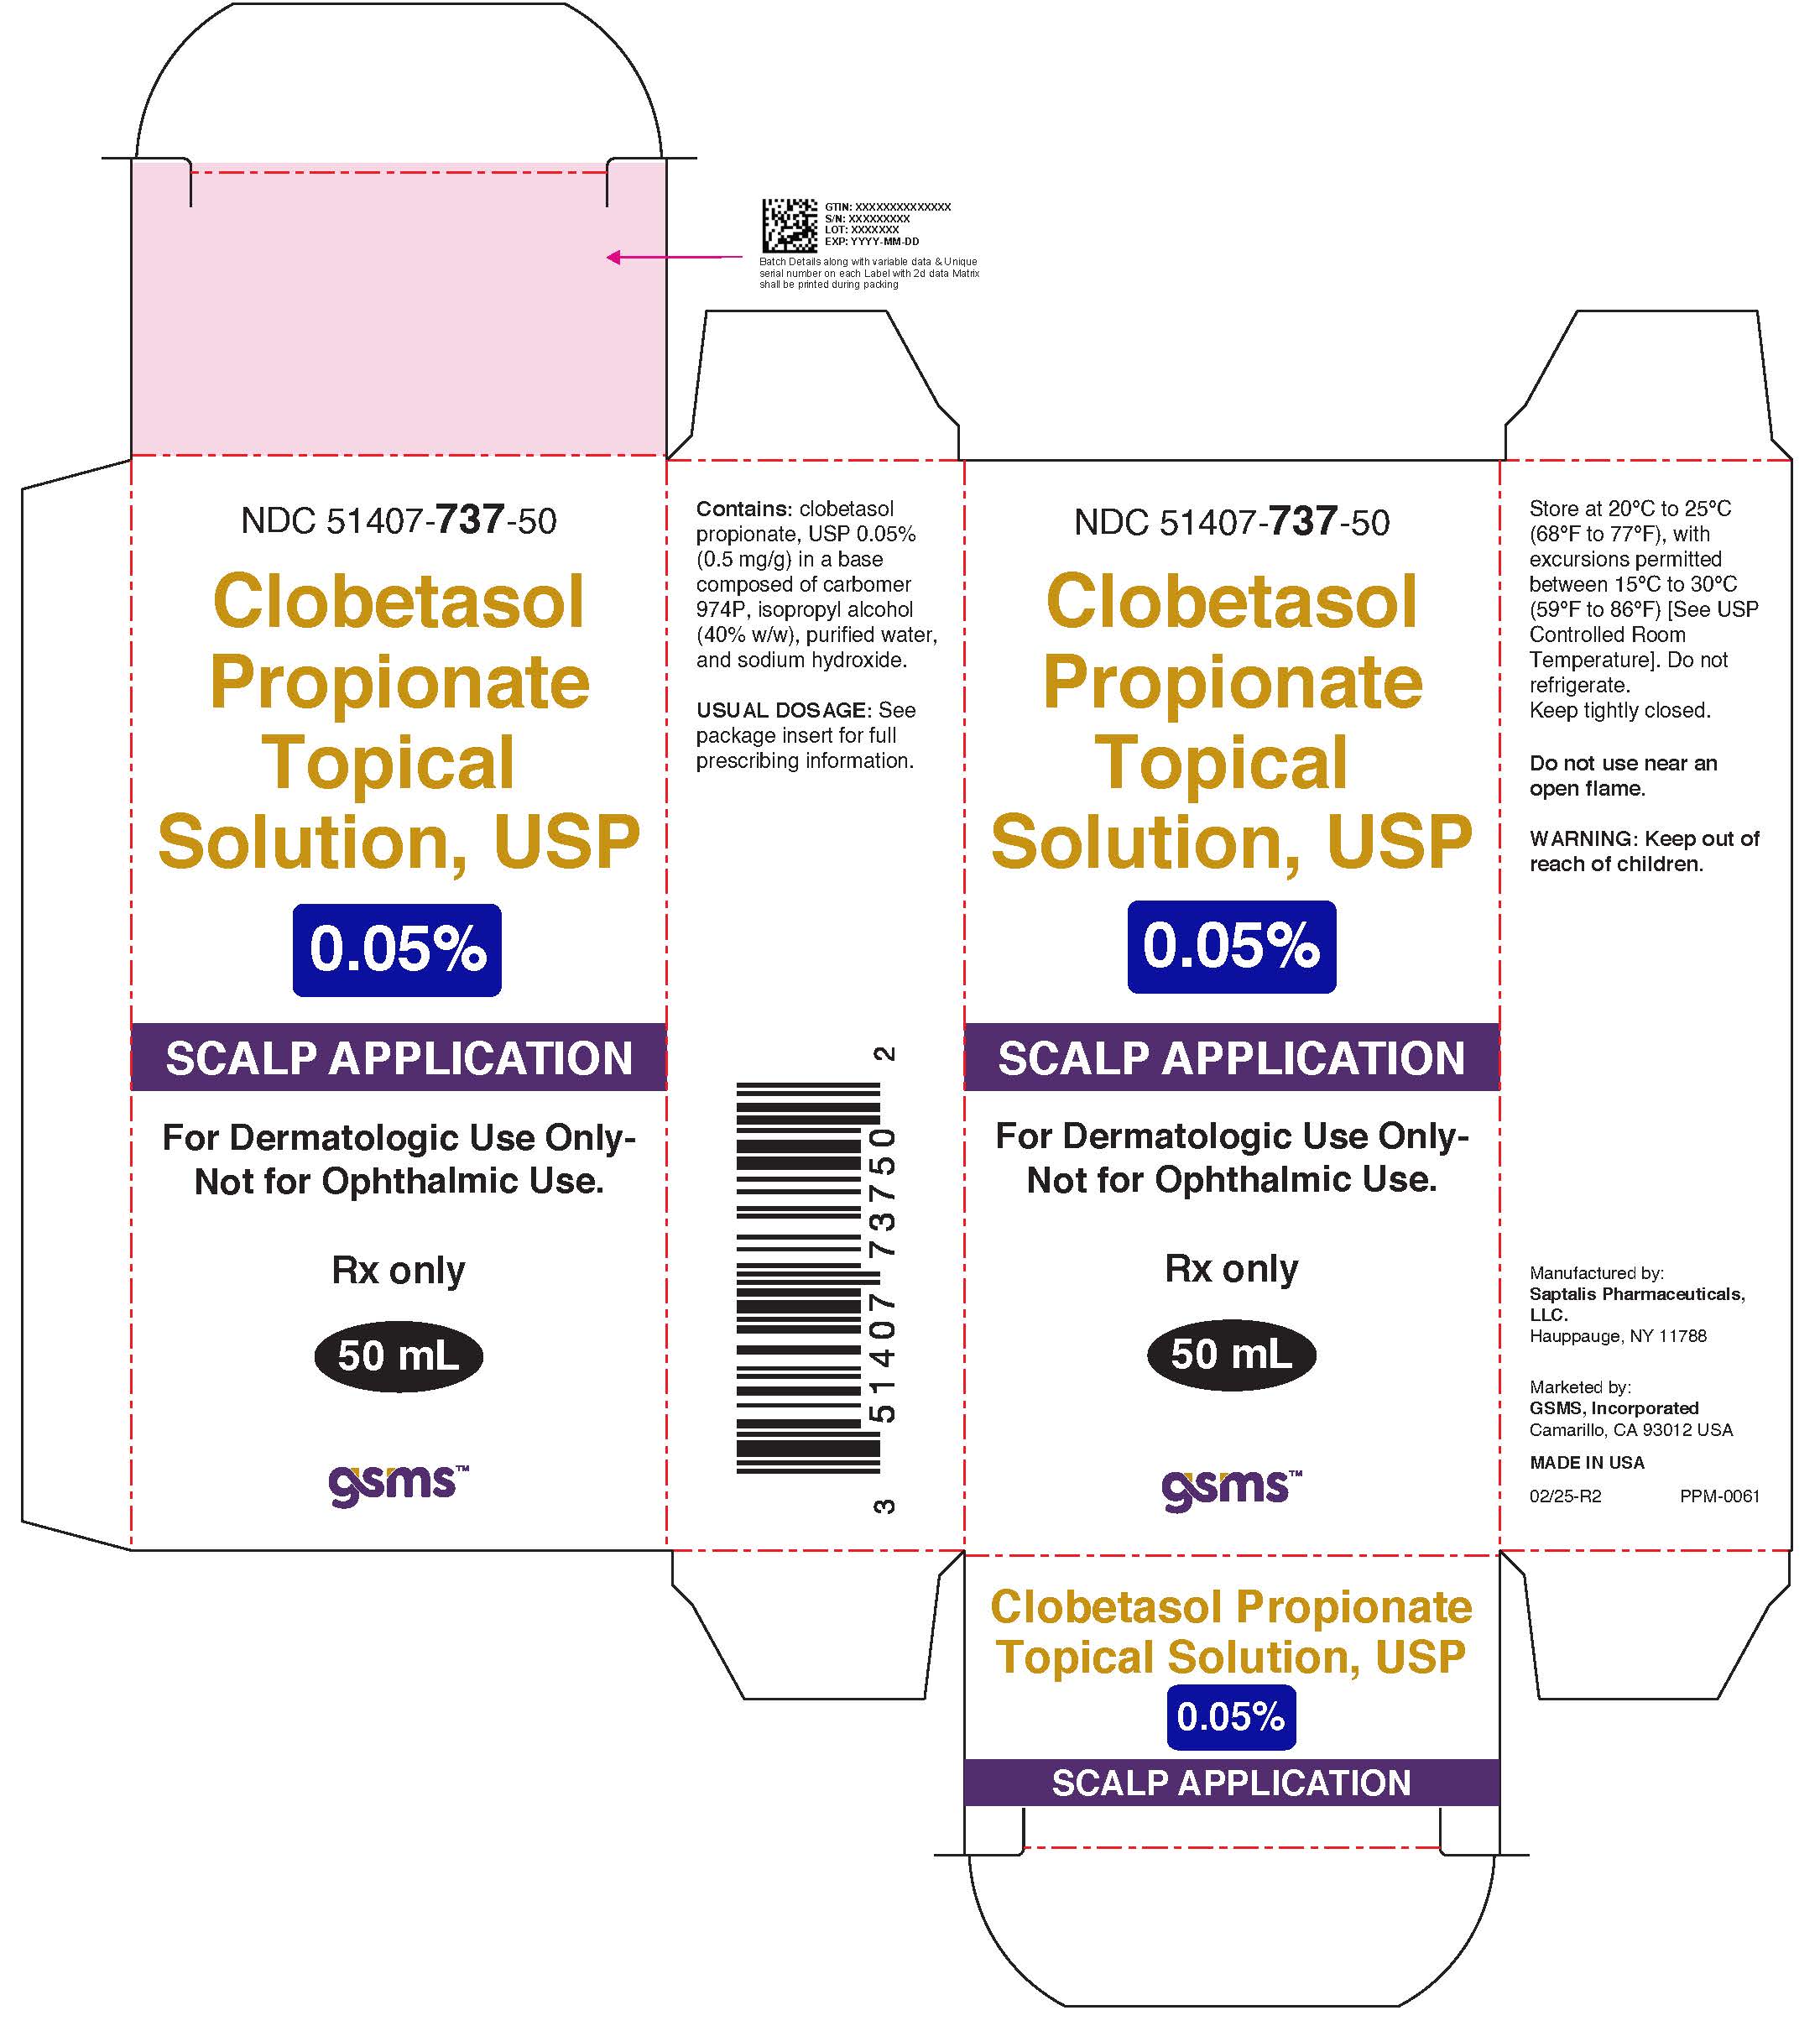 GTIN: XXXXXXXXXXXXXX
S/N: XXXXXXXXX
LOT: XXXXXXX
EXP: YYYY-MM-DD
Batch Details along with variable data & Unique
serial number on each Label with 2d data Matrix
shall be printed during packing
NDC 51407-737-50
Clobetasol
Propionate
Topical
Solution, USP
0.05%
SCALP APPLICATION
For Dermatologic Use Only-
Not for Ophthalmic Use.
Rx only
50 mL
gsms™
Contains: clobetasol
propionate, USP 0.05%
(0.5 mg/g) in a base
composed of carbomer
974P, isopropyl alcohol
(40% w/w), purified water,
and sodium hydroxide.
USUAL DOSAGE: See
package insert for full
prescribing information.
3 51407 73750 2
NDC 51407-737-50
Clobetasol
Propionate
Topical
Solution, USP
0.05%
SCALP APPLICATION
For Dermatologic Use Only-
Not for Ophthalmic Use.
Rx only
50 mL
gsms™
Store at 20°C to 25°C
(68°F to 77°F), with
excursions permitted
between 15°C to 30°C
(59°F to 86°F) [See USP
Controlled Room
Temperature]. Do not
refrigerate.
Keep tightly closed.
Do not use near an
open flame.
WARNING: Keep out of
reach of children.
Manufactured by:
Saptalis Pharmaceuticals,
LLC.
Hauppauge, NY 11788
Marketed by:
GSMS, Incorporated
Camarillo, CA 93012 USA
MADE IN USA
02/25-R2 PPM-0061
Clobetasol Propionate
Topical Solution, USP
0.05%
SCALP APPLICATION